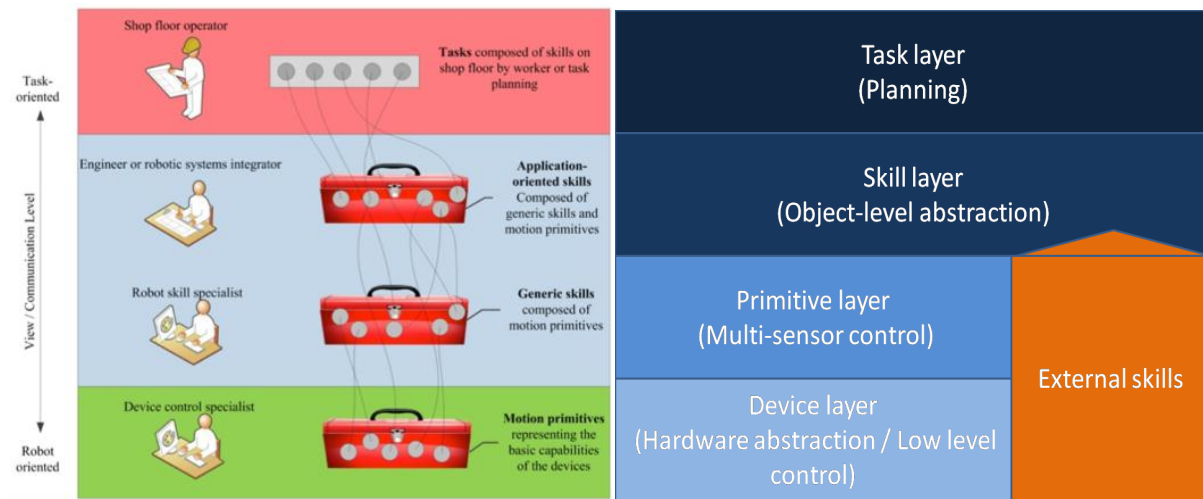 Task-
oriented
View / Communication Level
Robot
oriented
Shop floor operator
Tasks composed of skills on
shop floor by worker or task
planning
Engineer or robotic systems integrator
Application-
oriented skills
Composed of
generic skills and
motion primitives
Robot skill specialist
Generic skills
composed of
motion primitives
Device control specialist
Motion primitives
representing the
basic capabilities
of the devices
Task layer
(Planning)
Skill layer
(Object-level abstraction)
Primitive layer
(Multi-sensor control)
External skills
Device layer
(Hardware abstraction / Low level
control)